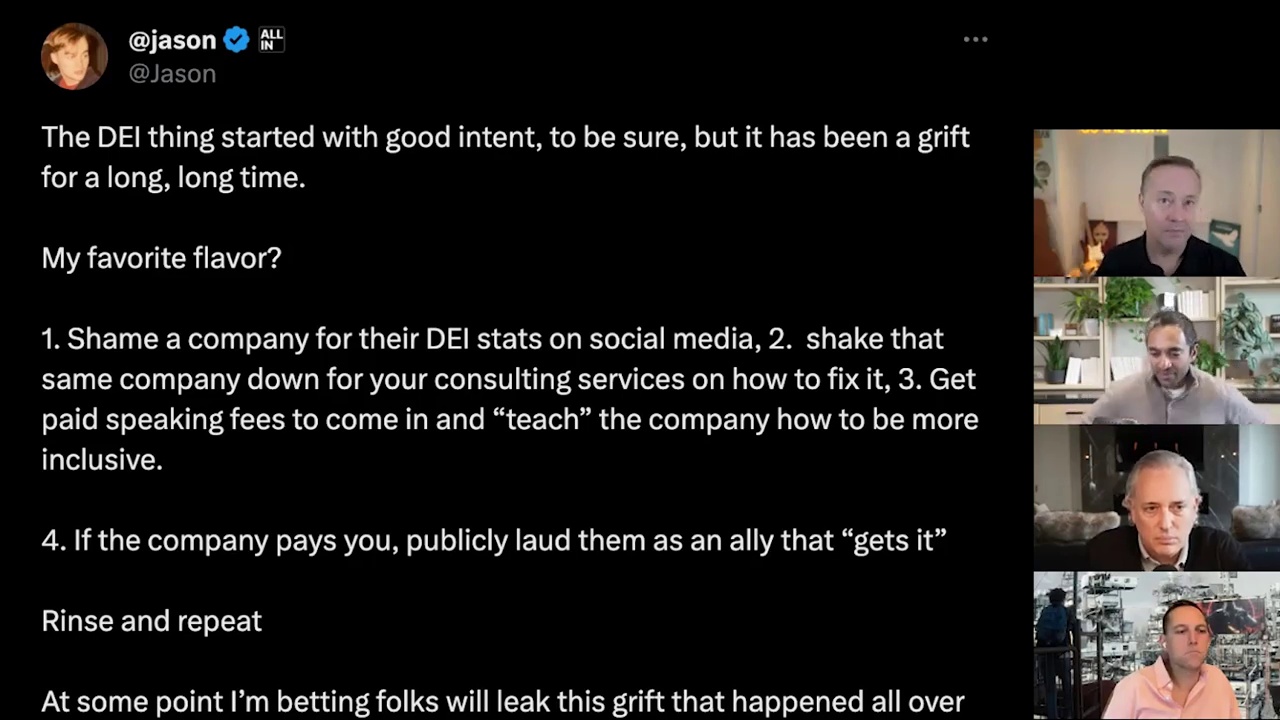 @jason ALL IN
@Jason
The DEI thing started with good intent, to be sure, but it has been a grift
for a long, long time.
My favorite flavor?
1. Shame a company for their DEI stats on social media, 2.  shake that
same company down for your consulting services on how to fix it, 3. Get
paid speaking fees to come in and “teach” the company how to be more
inclusive.
4. If the company pays you, publicly laud them as an ally that “gets it”
Rinse and repeat
At some point I’m betting folks will leak this grift that happened all over